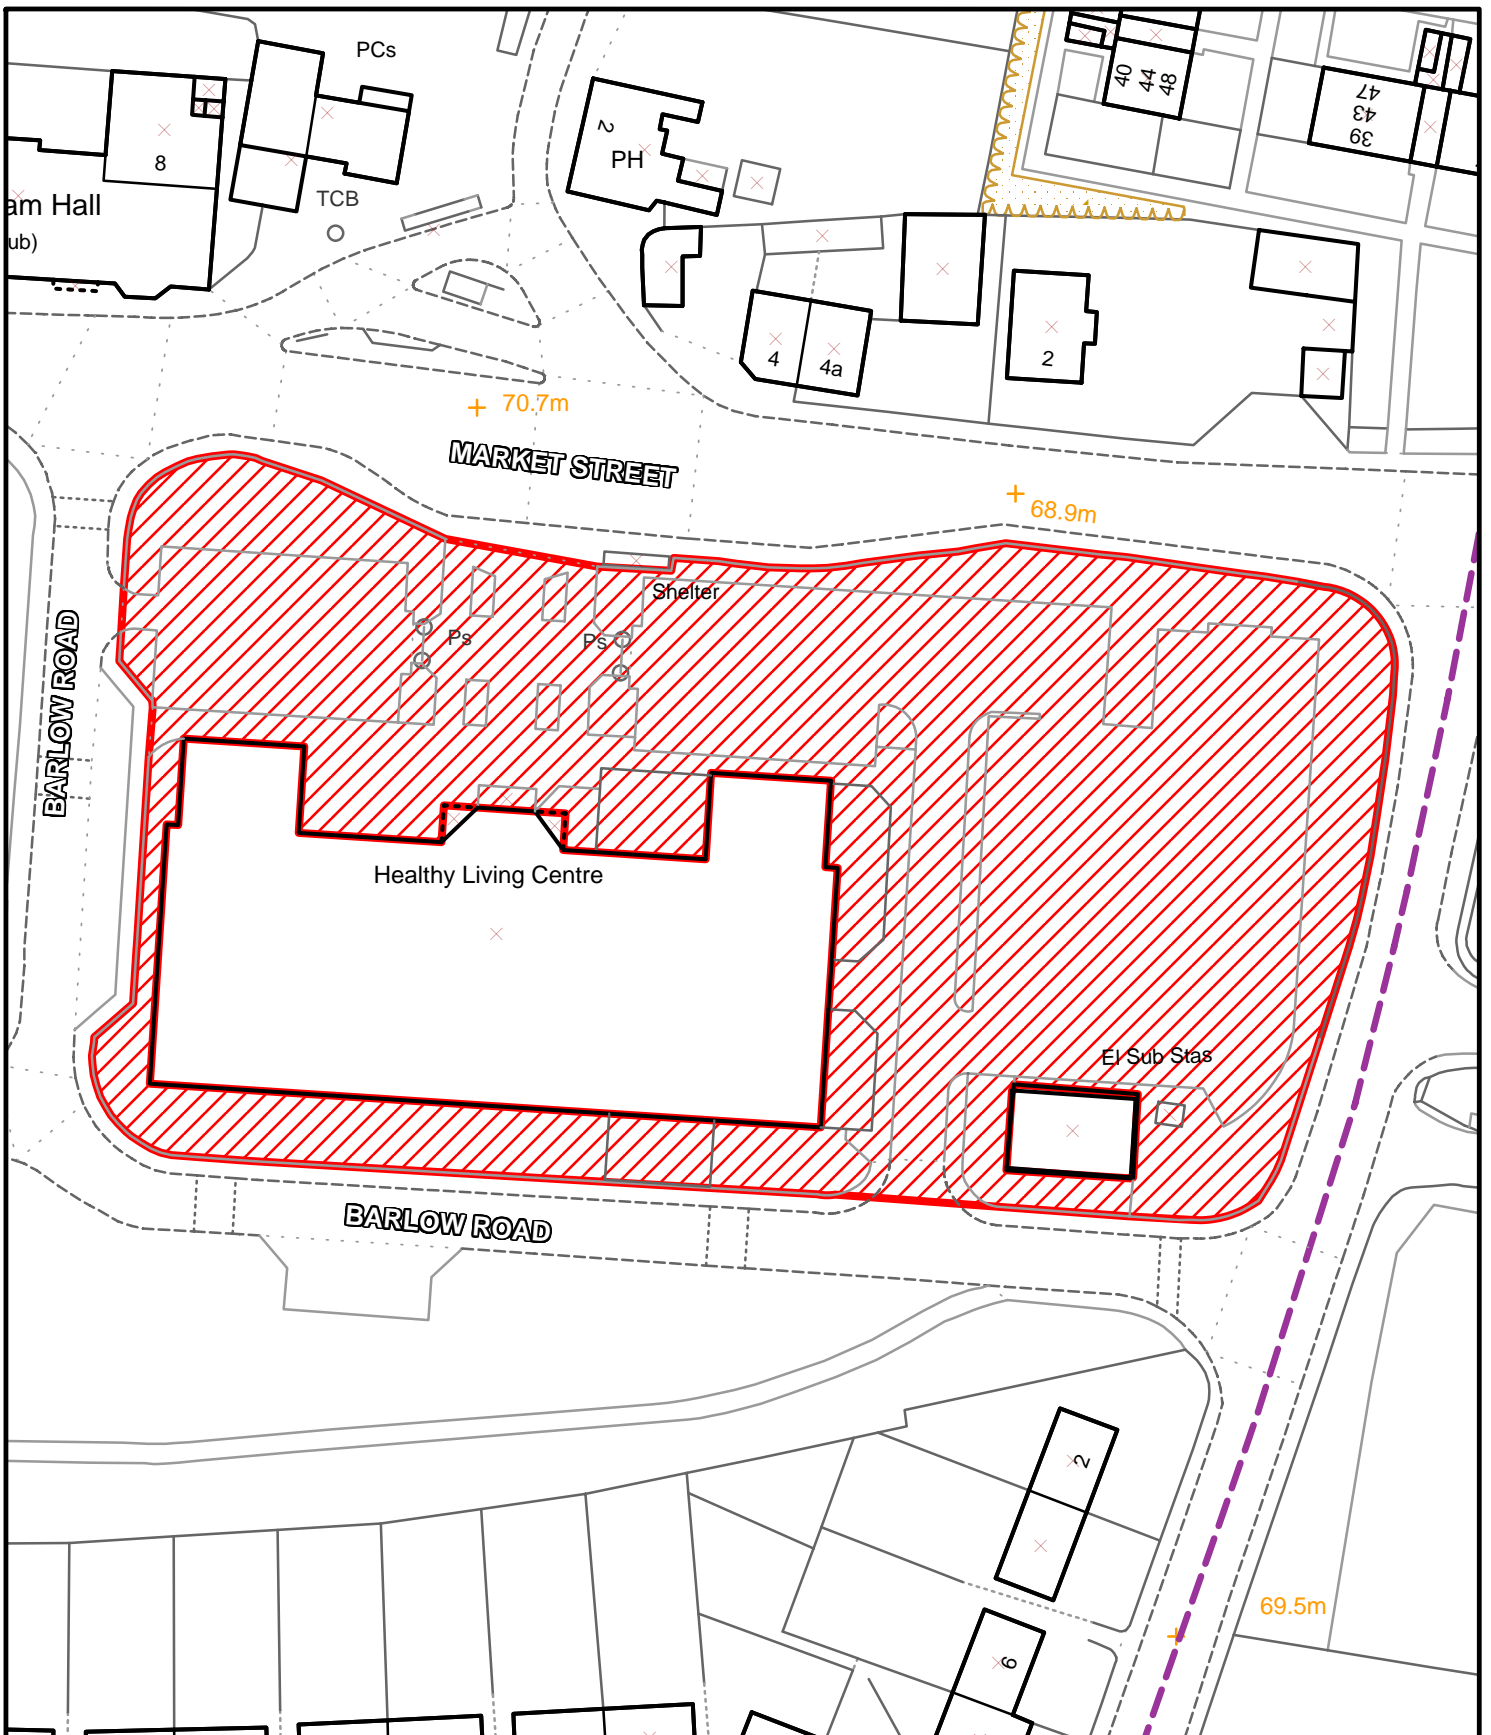 PCs
40
44
48
47
43
39
8
2
PH
TCB
am Hall
ub)
4
4a
2
70.7m
MARKET STREET
68.9m
Shelter
Ps
Ps
BARLOW ROAD
Healthy Living Centre
El Sub Stas
BARLOW ROAD
2
69.5m
6